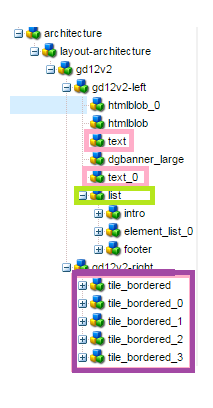 architecture
layout-architecture
gd12v2
gd12v2-left
htmlblob_0
htmlblob
text
dgbanner_large
text_0
list
intro
element_list_0
footer
gd12v2-right
tile_bordered
tile_bordered_0
tile_bordered_1
tile_bordered_2
tile_bordered_3